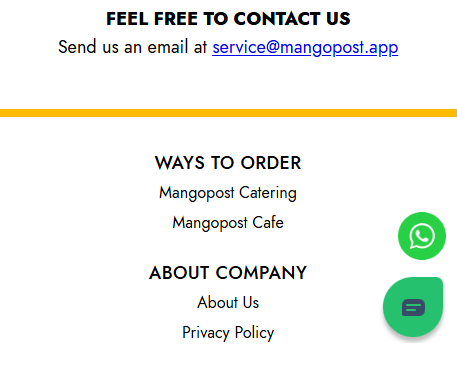 FEEL FREE TO CONTACT US
Send us an email at service@mangopost.app
WAYS TO ORDER
Mangopost Catering
Mangopost Cafe
ABOUT COMPANY
About Us
Privacy Policy